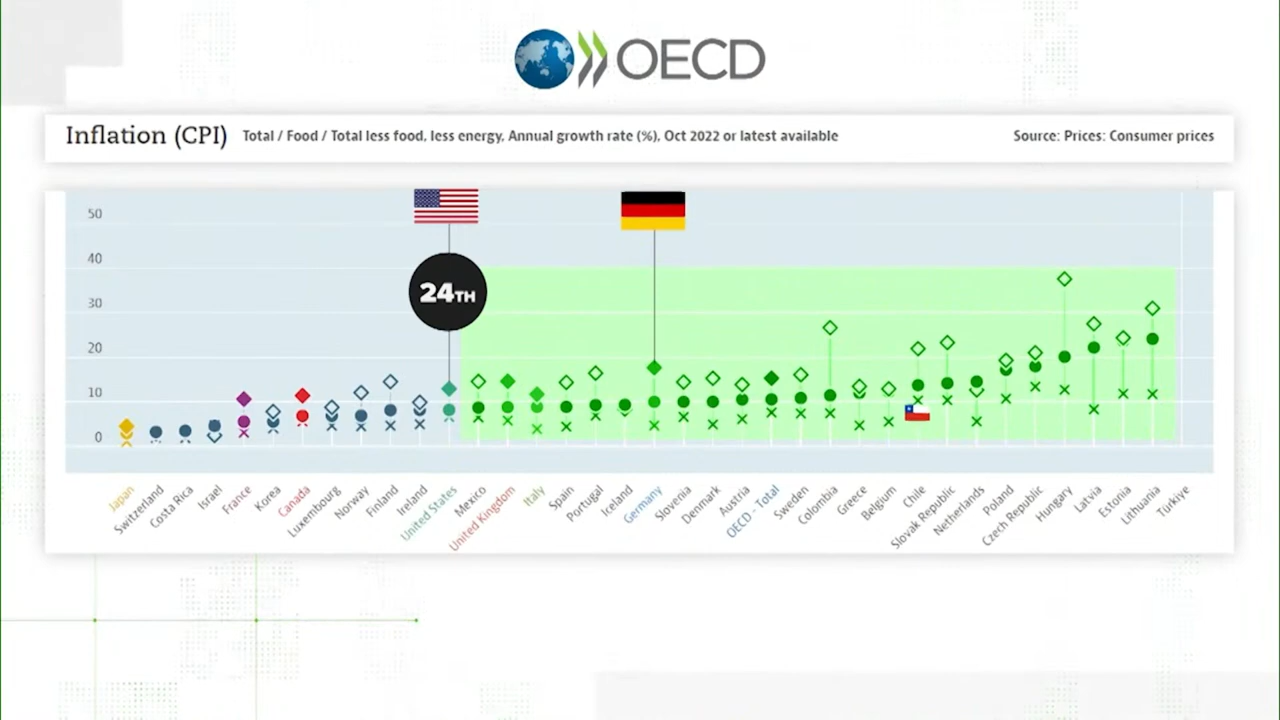 OECD
Inflation (CPI) Total / Food / Total less food, less energy, Annual growth rate (%), Oct 2022 or latest available Source: Prices: Consumer prices
50
40
30
20
10
0
24TH
Japan
Switzerland
Costa Rica
Israel
France
Korea
Canada
Luxembourg
Norway
Finland
Ireland
United States
Mexico
United Kingdom
Italy
Spain
Portugal
Iceland
Germany
Slovenia
Denmark
Austria
OECD - Total
Sweden
Colombia
Greece
Belgium
Chile
Slovak Republic
Netherlands
Poland
Czech Republic
Hungary
Latvia
Estonia
Lithuania
Türkiye